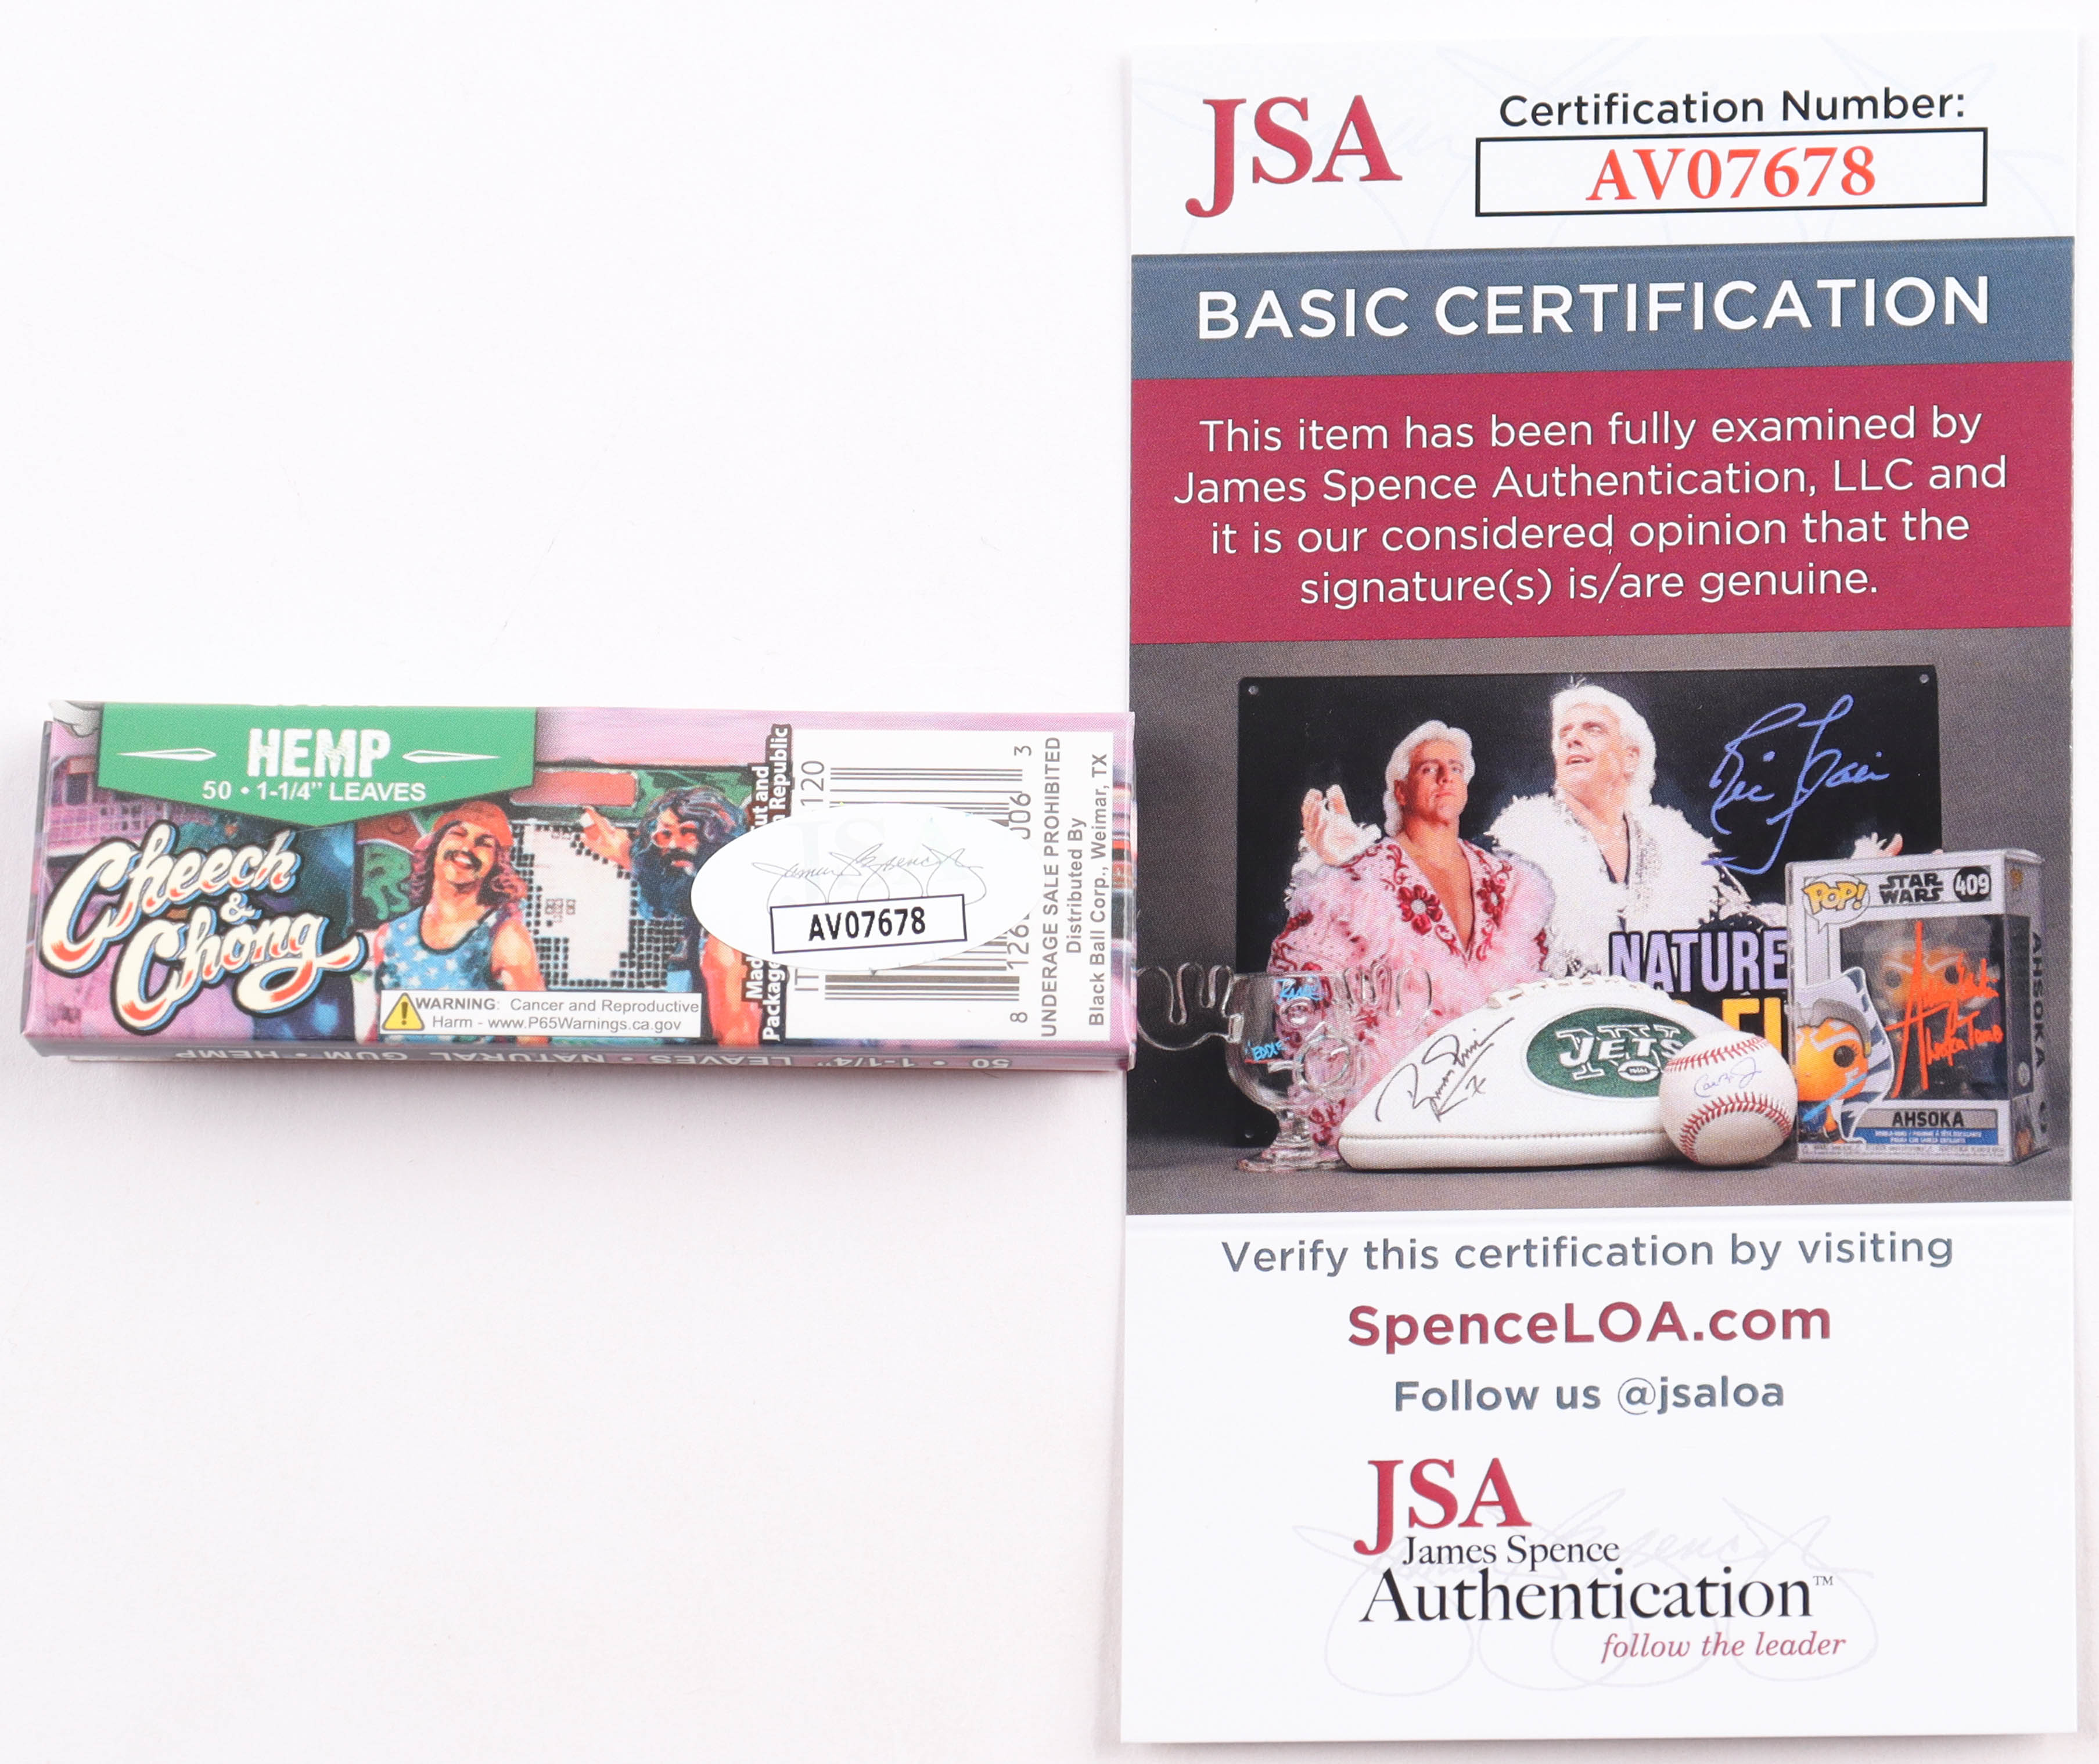 HEMP
50 • 1-1/4” LEAVES
Cheech
&
Chong
WARNING: Cancer and Reproductive
Harm - www.P65Warnings.ca.gov
120
AV07678
3
8
UNDERAGE SALE PROHIBITED
Distributed By
Black Ball Corp., Weimar, TX
50 • 1-1/4" LEAVES • NATURAL GUM • HEMP
JSA
Certification Number:
AV07678
BASIC CERTIFICATION
This item has been fully examined by
James Spence Authentication, LLC and
it is our considered opinion that the
signature(s) is/are genuine.
NATURE
JETS
POP!
STAR
WARS
409
AHSOKA
AHSOKA
Verify this certification by visiting
SpenceLOA.com
Follow us @jsaloa
JSA
James Spence
Authentication™
follow the leader